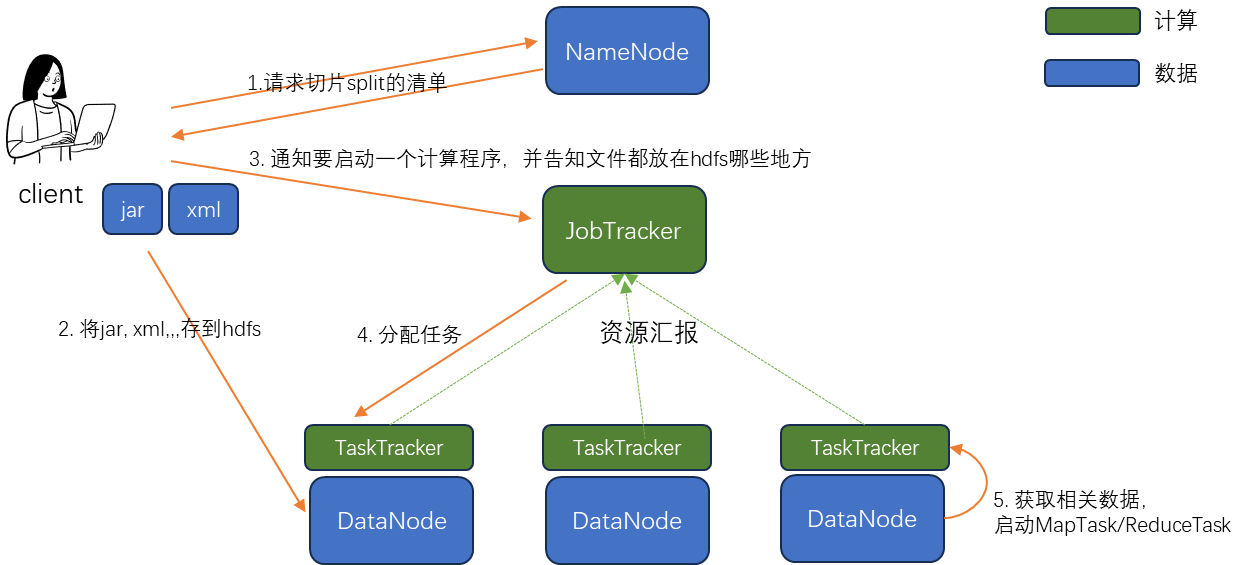 NameNode
计算
数据
1.请求切片split的清单
3. 通知要启动一个计算程序，并告知文件都放在hdfs哪些地方
client
jar
xml
JobTracker
2. 将jar, xml,,,存到hdfs
4. 分配任务
资源汇报
TaskTracker
TaskTracker
TaskTracker
DataNode
DataNode
DataNode
5. 获取相关数据，
启动MapTask/ReduceTask